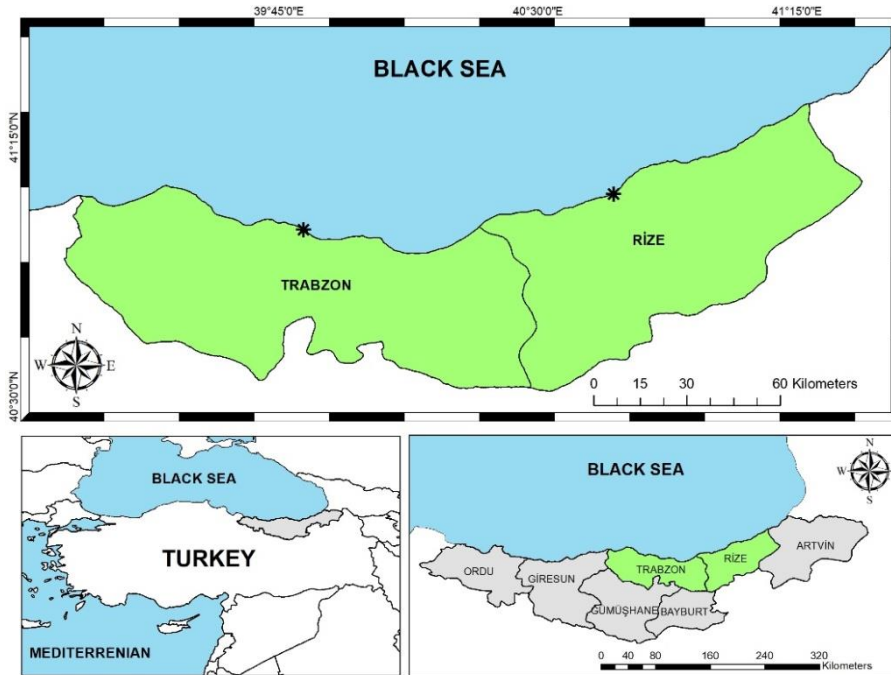 39°45'0"E
40°30'0"E
41°15'0"E
BLACK SEA
41°15'0"N
RİZE
TRABZON
N
W
E
S
0 15 30 60 Kilometers
40°30'0"N
BLACK SEA
TURKEY
MEDITERRENIAN
BLACK SEA
N
W
E
S
ARTVİN
RİZE
TRABZON
ORDU
GİRESUN
GÜMÜŞHANE
BAYBURT
0 40 80 160 240 320
Kilometers